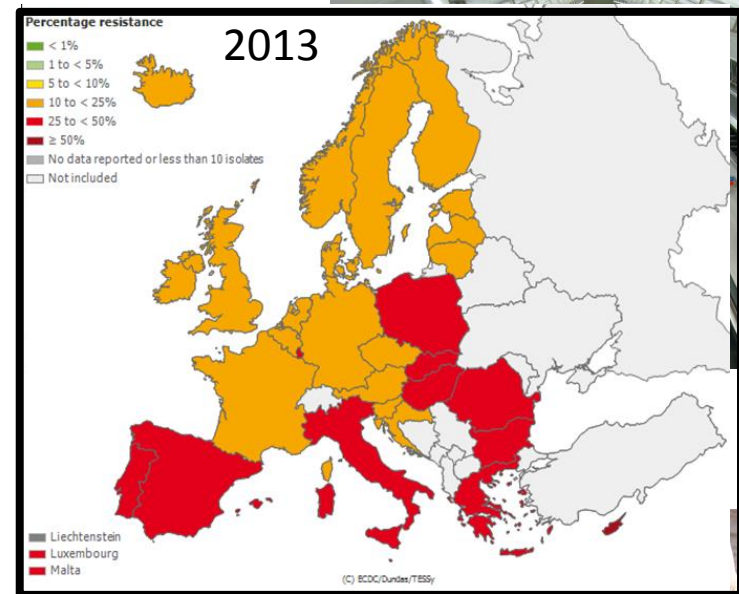 Percentage resistance
2013
< 1%
1 to < 5%
5 to < 10%
10 to < 25%
25 to < 50%
≥ 50%
No data reported or less than 10 isolates
Not included
Liechtenstein
Luxembourg
Malta
(C) ECDC/Dundas/TESSy